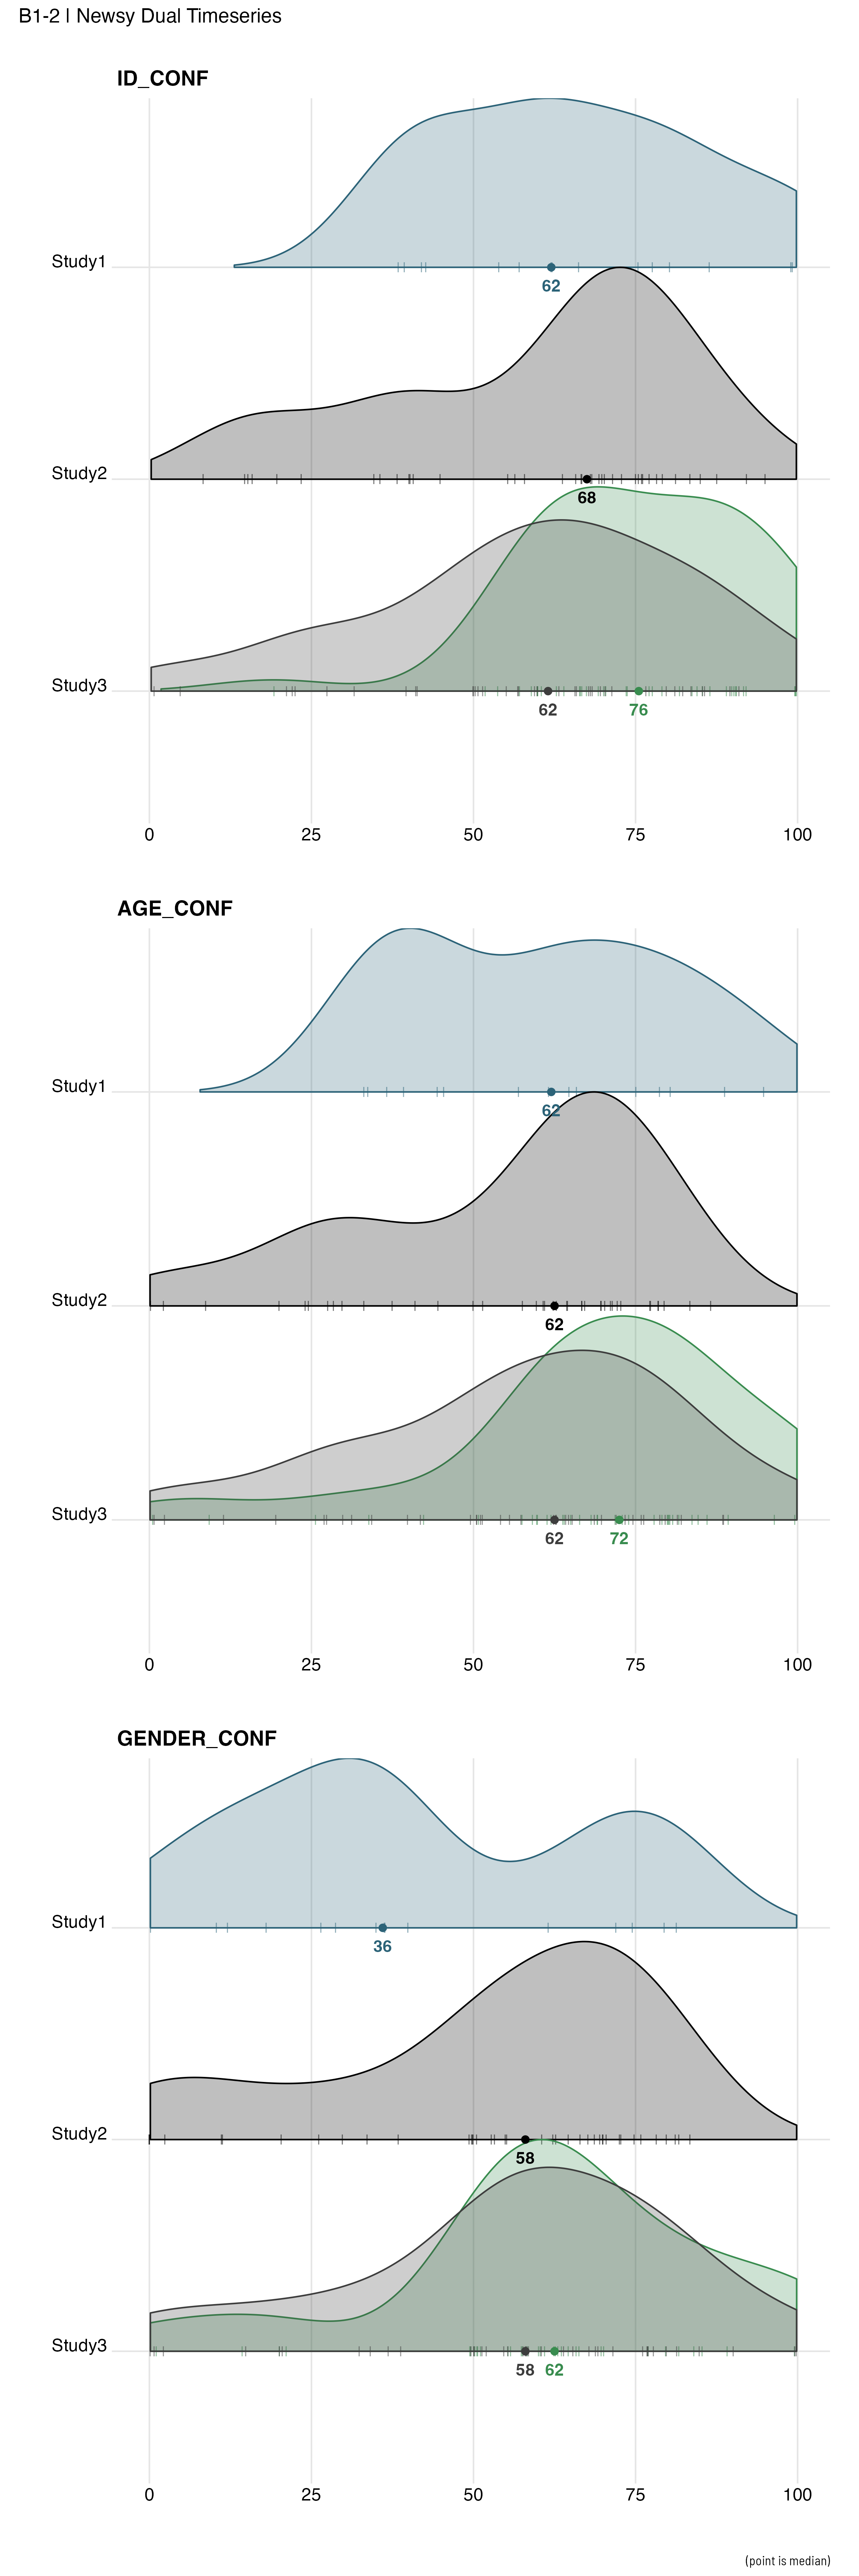 B1-2 | Newsy Dual Timeseries
ID_CONF
Study1
62
Study2
68
Study3
62 76
0 25 50 75 100
AGE_CONF
Study1
62
Study2
62
Study3
62 72
0 25 50 75 100
GENDER_CONF
Study1
36
Study2
58
Study3
58 62
0 25 50 75 100
(point is median)